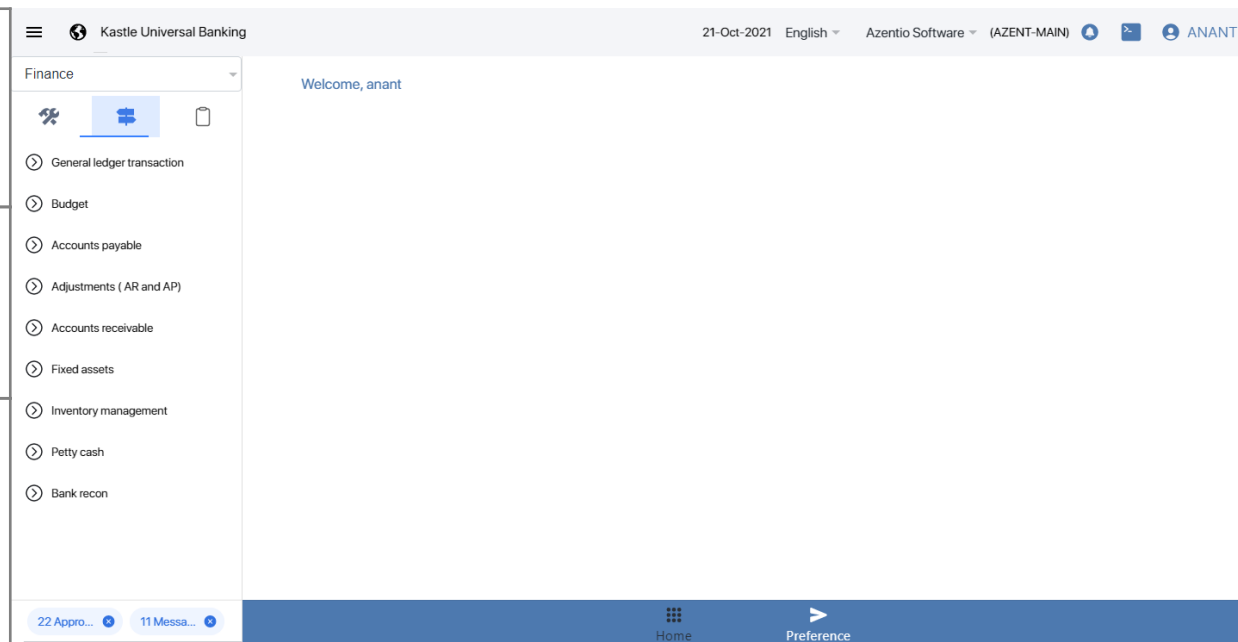 Kastle Universal Banking
21-Oct-2021 English Azentio Software (AZENT-MAIN) ANANT
Finance
Welcome, anant
General ledger transaction
Budget
Accounts payable
Adjustments ( AR and AP)
Accounts receivable
Fixed assets
Inventory management
Petty cash
Bank recon
22 Appro... 11 Messa...
Home
Preference